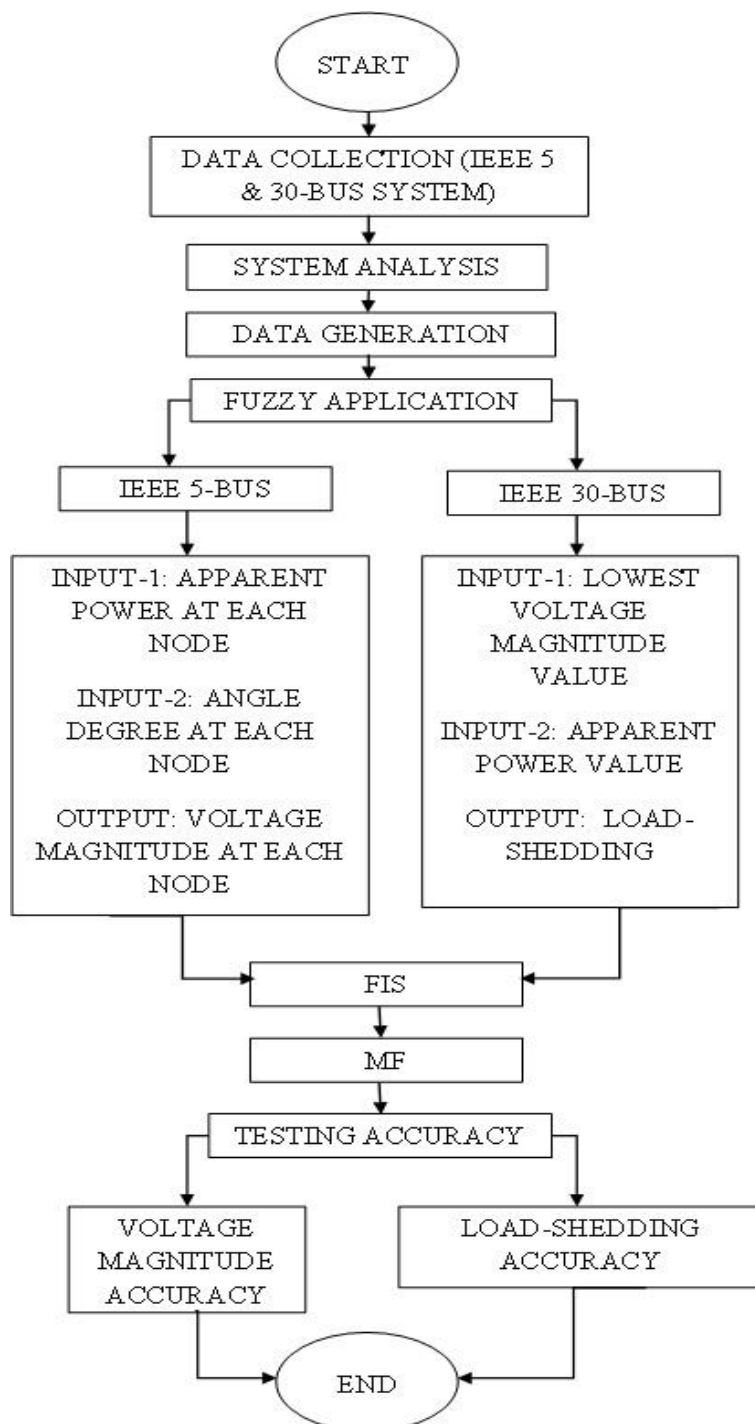 START
DATA COLLECTION (IEEE 5
& 30-BUS SYSTEM)
SYSTEM ANALYSIS
DATA GENERATION
FUZZY APPLICATION
IEEE 5-BUS
IEEE 30-BUS
INPUT-1: APPARENT
POWER AT EACH
NODE
INPUT-2: ANGLE
DEGREE AT EACH
NODE
OUTPUT: VOLTAGE
MAGNITUDE AT EACH
NODE
INPUT-1: LOWEST
VOLTAGE
MAGNITUDE
VALUE
INPUT-2: APPARENT
POWER VALUE
OUTPUT: LOAD-
SHEDDING
FIS
MF
TESTING ACCURACY
VOLTAGE
MAGNITUDE
ACCURACY
LOAD-SHEDDING
ACCURACY
END